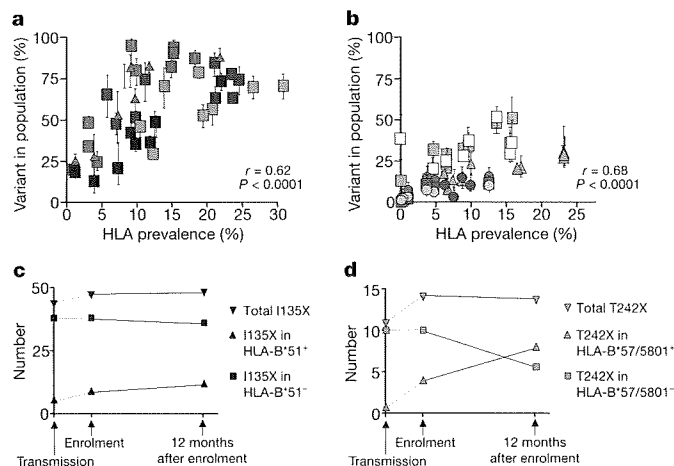 a
Variant in population (%)
100
75
50
25
0
0 5 10 15 20 25 30
HLA prevalence (%)
r = 0.62
P < 0.0001
b
Variant in population (%)
100
75
50
25
0
0 5 10 15 20 25
HLA prevalence (%)
r = 0.68
P < 0.0001
c
Number
50
25
0
Total I135X
I135X in
HLA-B*51+
I135X in
HLA-B*51−
Enrolment
12 months
after enrolment
Transmission
d
Number
15
10
5
0
Total T242X
T242X in
HLA-B*57/5801+
T242X in
HLA-B*57/5801−
Enrolment
12 months
after enrolment
Transmission